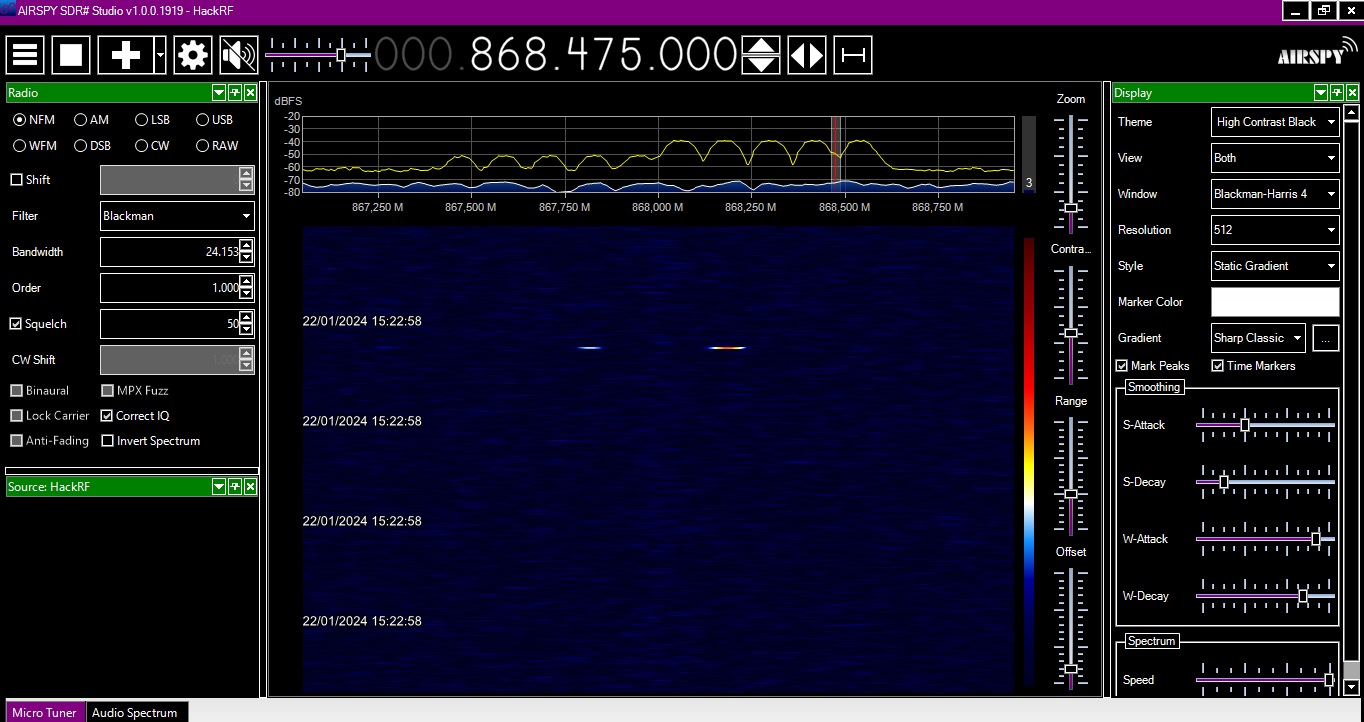 AIRSPY SDR# Studio v1.0.0.1919 - HackRF
000.868.475.000
AIRSPY
Radio
NFM AM LSB USB
WFM DSB CW RAW
Shift
Filter Blackman
Bandwidth 24.153
Order 1.000
Squelch 50
CW Shift
Binaural MPX Fuzz
Lock Carrier Correct IQ
Anti-Fading Invert Spectrum
Source: HackRF
dBFS
-20
-30
-40
-50
-60
-70
-80
3
867,250 M 867,500 M 867,750 M 868,000 M 868,250 M 868,500 M 868,750 M
22/01/2024 15:22:58
22/01/2024 15:22:58
22/01/2024 15:22:58
22/01/2024 15:22:58
Zoom
Contra...
Range
Offset
Display
Theme High Contrast Black
View Both
Window Blackman-Harris 4
Resolution 512
Style Static Gradient
Marker Color
Gradient Sharp Classic ...
Mark Peaks Time Markers
Smoothing
S-Attack
S-Decay
W-Attack
W-Decay
Spectrum
Speed
Micro Tuner Audio Spectrum